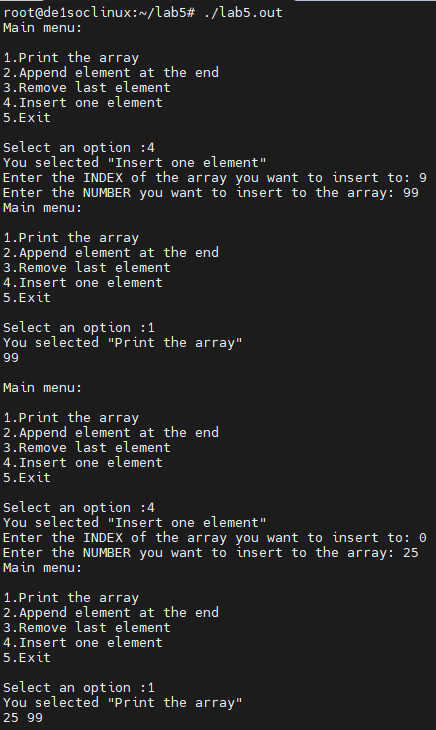 root@de1soclinux:~/lab5# ./lab5.out
Main menu:
1.Print the array
2.Append element at the end
3.Remove last element
4.Insert one element
5.Exit
Select an option :4
You selected "Insert one element"
Enter the INDEX of the array you want to insert to: 9
Enter the NUMBER you want to insert to the array: 99
Main menu:
1.Print the array
2.Append element at the end
3.Remove last element
4.Insert one element
5.Exit
Select an option :1
You selected "Print the array"
99
Main menu:
1.Print the array
2.Append element at the end
3.Remove last element
4.Insert one element
5.Exit
Select an option :4
You selected "Insert one element"
Enter the INDEX of the array you want to insert to: 0
Enter the NUMBER you want to insert to the array: 25
Main menu:
1.Print the array
2.Append element at the end
3.Remove last element
4.Insert one element
5.Exit
Select an option :1
You selected "Print the array"
25 99